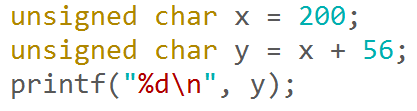 unsigned char x = 200;
unsigned char y = x + 56;
printf("%d\n", y);